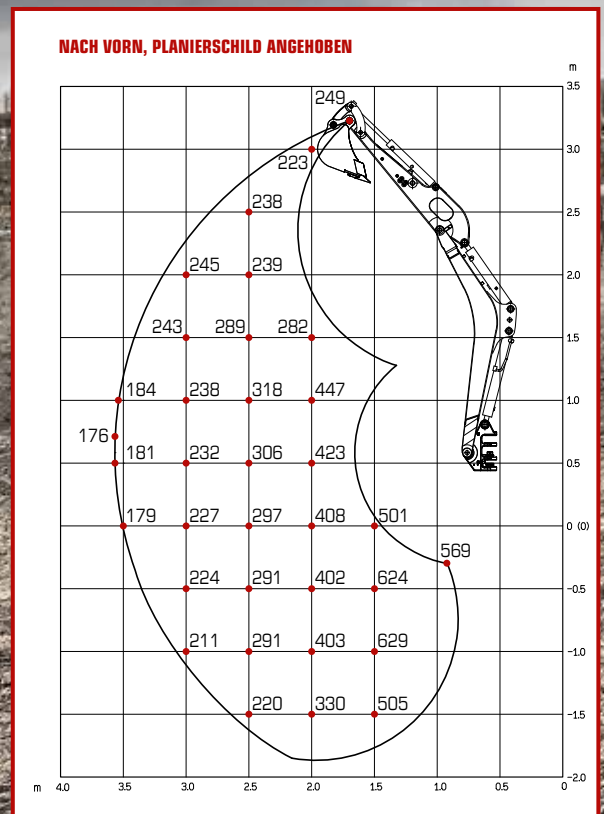 NACH VORN, PLANIERSCHILD ANGEHOBEN
m
3.5
249
223
3.0
238
2.5
245 239
2.0
243 289 282
1.5
184 238 318 447
1.0
176
181 232 306 423
0.5
179 227 297 408 501
0 (0)
569
224 291 402 624
–0.5
211 291 403 629
–1.0
220 330 505
–1.5
–2.0
m 4.0 3.5 3.0 2.5 2.0 1.5 1.0 0.5 0